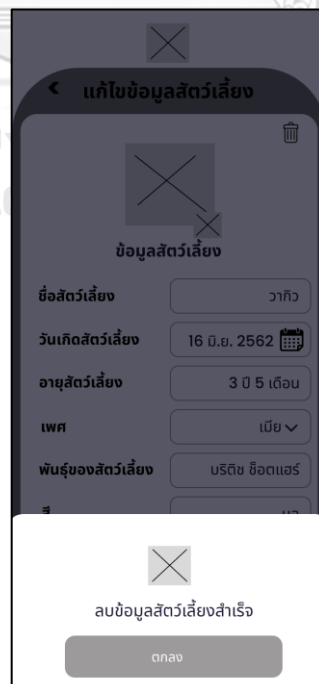 แก้ไขข้อมูลสัตว์เลี้ยง
ข้อมูลสัตว์เลี้ยง
ชื่อสัตว์เลี้ยง วากิว
วันเกิดสัตว์เลี้ยง 16 มิ.ย. 2562
อายุสัตว์เลี้ยง 3 ปี 5 เดือน
เพศ เมีย
พันธุ์ของสัตว์เลี้ยง บริติช ช็อตแฮร์
สี
ลบข้อมูลสัตว์เลี้ยงสำเร็จ
ตกลง